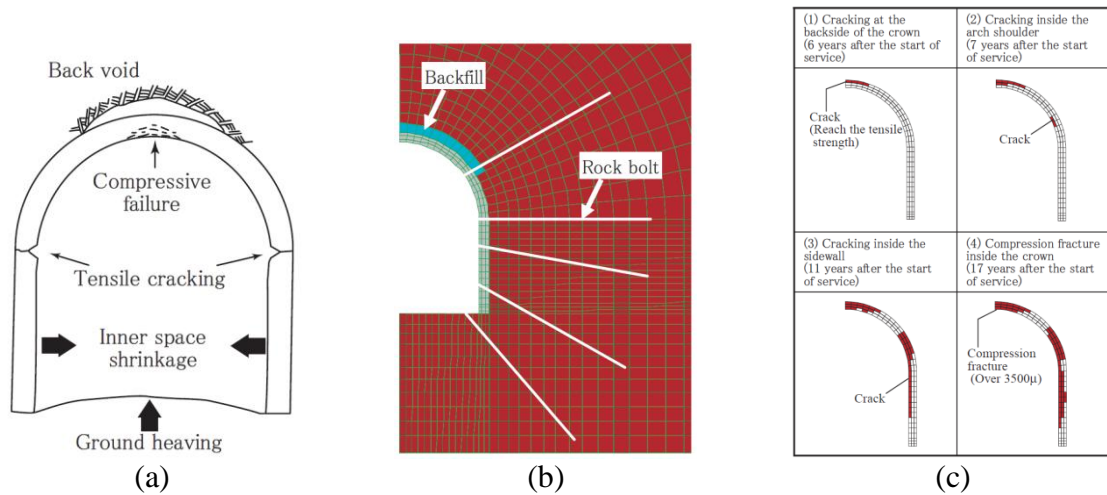 Back void
Compressive
failure
Tensile cracking
Inner space
shrinkage
Ground heaving
(a)
Backfill
Rock bolt
(b)
(1) Cracking at the
backside of the crown
(6 years after the start of
service)
Crack
(Reach the tensile
strength)
(2) Cracking inside the
arch shoulder
(7 years after the start
of service)
Crack
(3) Cracking inside the
sidewall
(11 years after the start
of service)
Crack
(4) Compression fracture
inside the crown
(17 years after the start
of service)
Compression
fracture
(Over 3500μ)
(c)